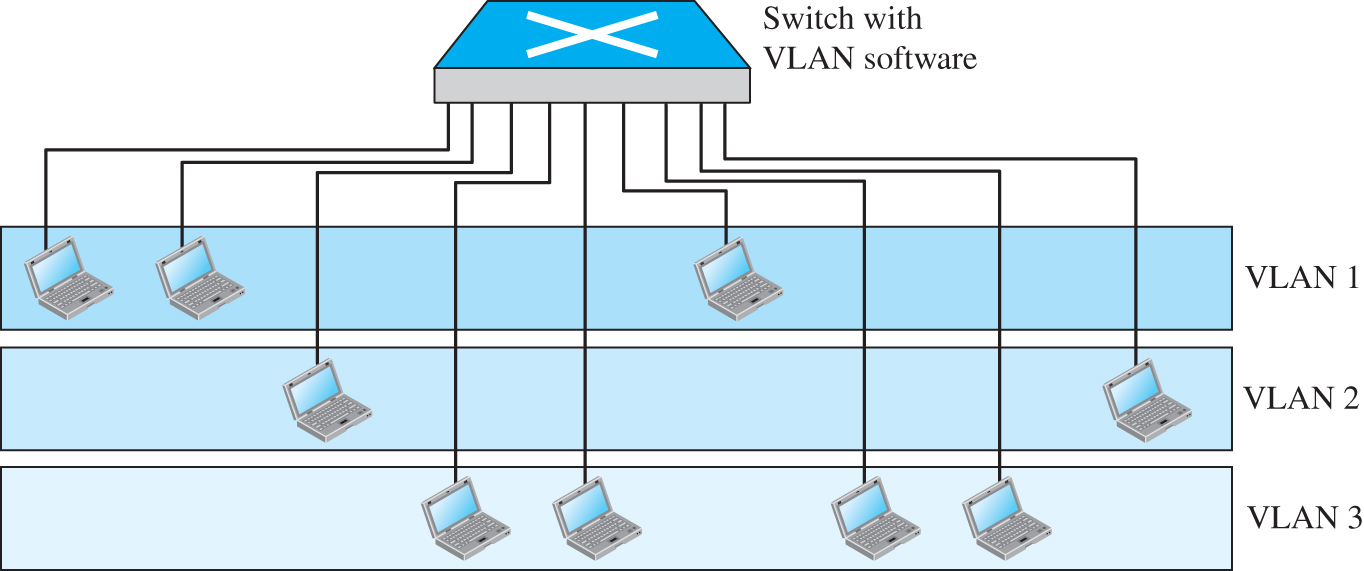 Switch with
VLAN software
VLAN 1
VLAN 2
VLAN 3